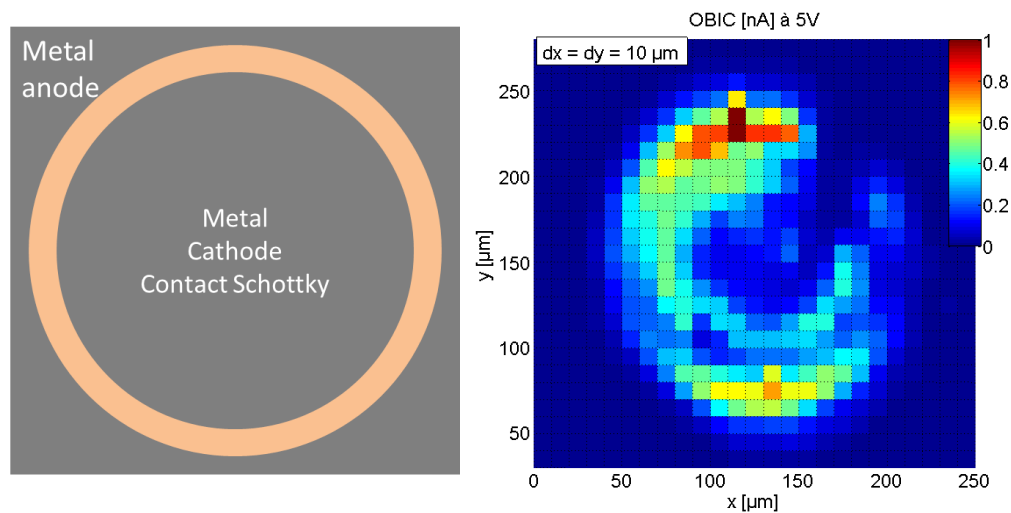 Metal
anode
Metal
Cathode
Contact Schottky
OBIC [nA] à 5V
dx = dy = 10 µm
1
0.8
0.6
0.4
0.2
0
250
200
150
100
50
y [µm]
0
50
100
150
200
250
x [µm]